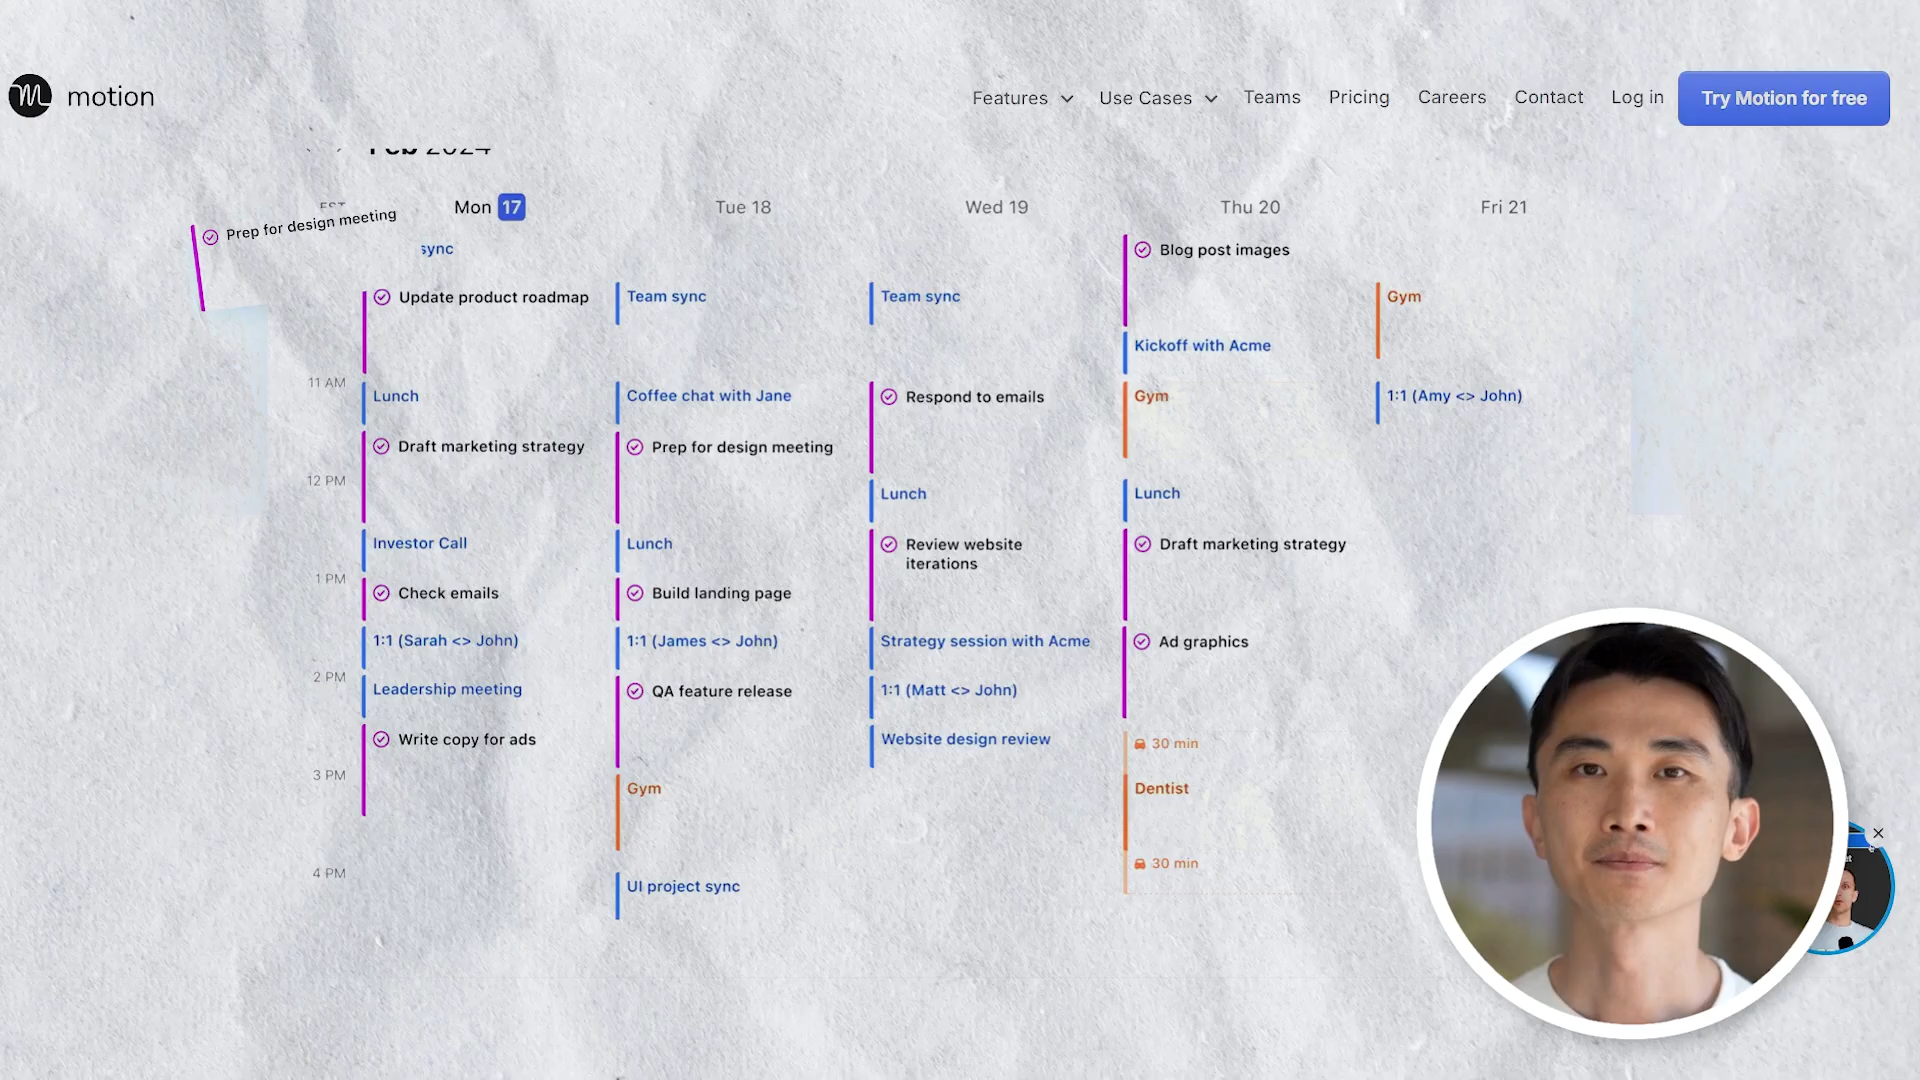 motion
Features
Use Cases
Teams
Pricing
Careers
Contact
Log in
Try Motion for free
Feb 2024
EST
Mon 17
Tue 18
Wed 19
Thu 20
Fri 21
Prep for design meeting
sync
Update product roadmap
11 AM
Lunch
Draft marketing strategy
12 PM
Investor Call
1 PM
Check emails
1:1 (Sarah <> John)
2 PM
Leadership meeting
Write copy for ads
3 PM
4 PM
Team sync
Coffee chat with Jane
Prep for design meeting
Lunch
Build landing page
1:1 (James <> John)
QA feature release
Gym
UI project sync
Team sync
Respond to emails
Lunch
Review website
iterations
Strategy session with Acme
1:1 (Matt <> John)
Website design review
Blog post images
Kickoff with Acme
Gym
Lunch
Draft marketing strategy
Ad graphics
30 min
Dentist
30 min
Gym
1:1 (Amy <> John)